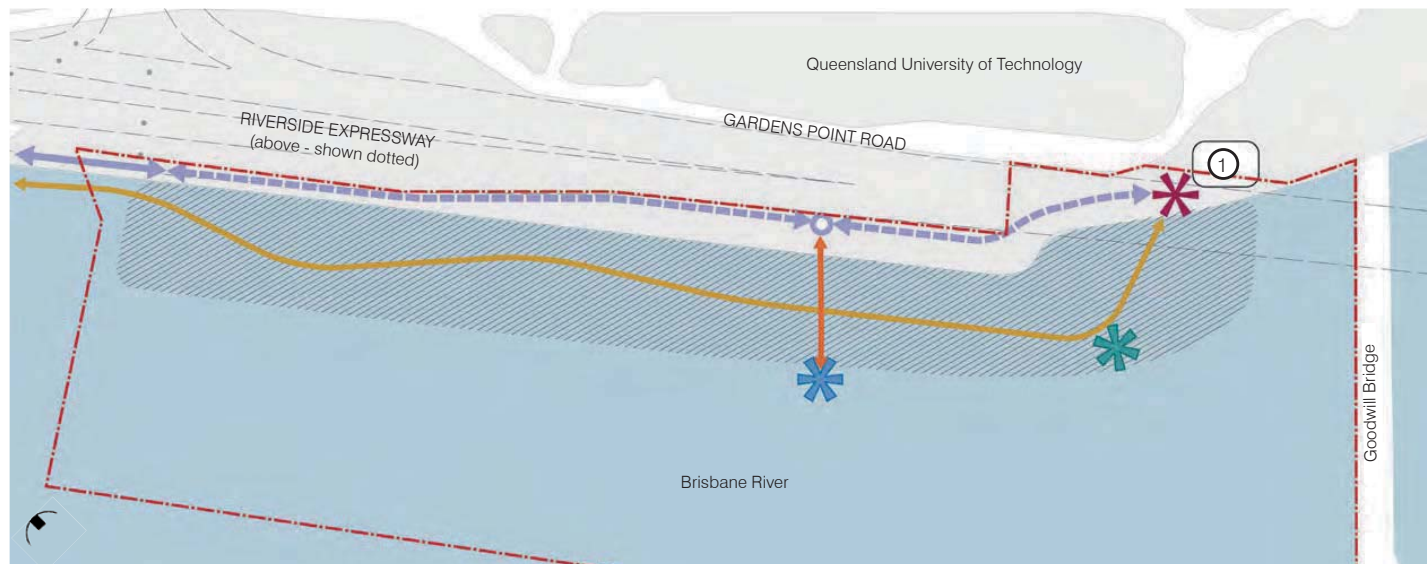 Queensland University of Technology
RIVERSIDE EXPRESSWAY
(above - shown dotted)
GARDENS POINT ROAD
1
Goodwill Bridge
Brisbane River